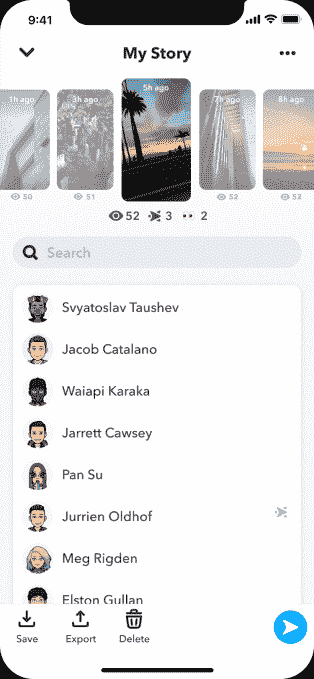 9:41
My Story
1h ago 3h ago 5h ago 7h ago 8h ago
50 51 52 52
52 3 2
Search
Svyatoslav Taushev
Jacob Catalano
Waiapi Karaka
Jarrett Cawsey
Pan Su
Jurrien Oldhof
Meg Rigden
Elston Gullan
Save Export Delete